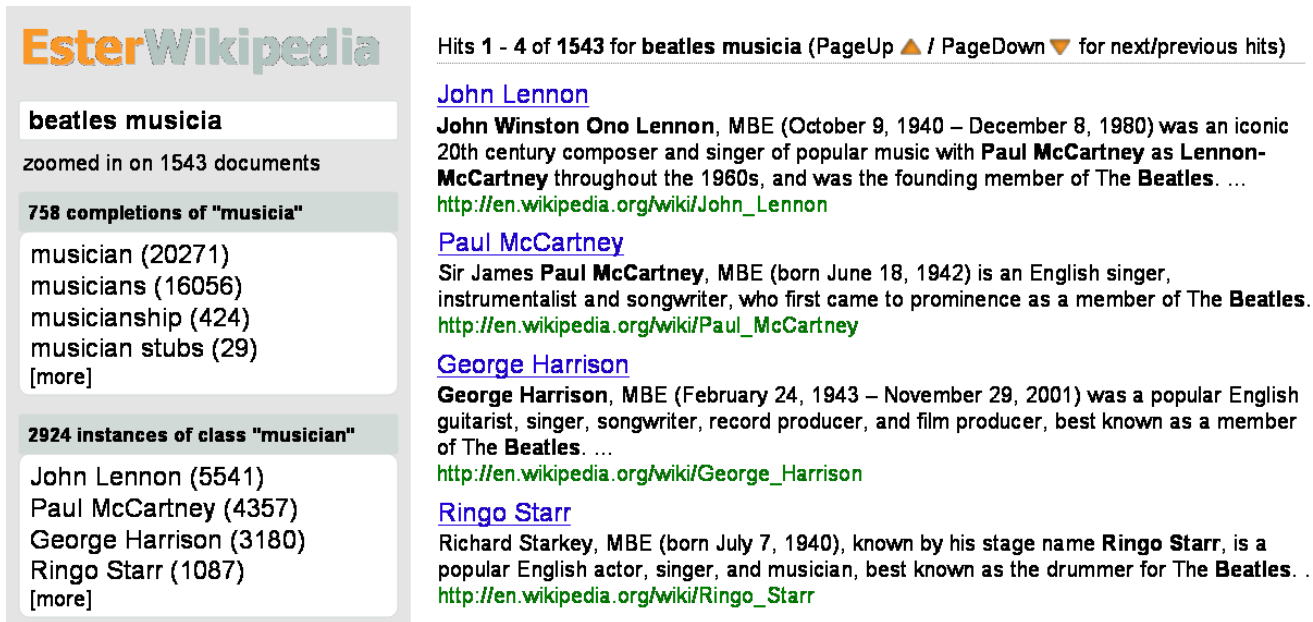 EsterWikipedia
beatles musicia
zoomed in on 1543 documents
758 completions of "musicia"
musician (20271)
musicians (16056)
musicianship (424)
musician stubs (29)
[more]
2924 instances of class "musician"
John Lennon (5541)
Paul McCartney (4357)
George Harrison (3180)
Ringo Starr (1087)
[more]
Hits 1 - 4 of 1543 for beatles musicia (PageUp / PageDown for next/previous hits)
John Lennon
John Winston Ono Lennon, MBE (October 9, 1940 – December 8, 1980) was an iconic
20th century composer and singer of popular music with Paul McCartney as Lennon-
McCartney throughout the 1960s, and was the founding member of The Beatles. ...
http://en.wikipedia.org/wiki/John_Lennon
Paul McCartney
Sir James Paul McCartney, MBE (born June 18, 1942) is an English singer,
instrumentalist and songwriter, who first came to prominence as a member of The Beatles.
http://en.wikipedia.org/wiki/Paul_McCartney
George Harrison
George Harrison, MBE (February 24, 1943 – November 29, 2001) was a popular English
guitarist, singer, songwriter, record producer, and film producer, best known as a member
of The Beatles. ...
http://en.wikipedia.org/wiki/George_Harrison
Ringo Starr
Richard Starkey, MBE (born July 7, 1940), known by his stage name Ringo Starr, is a
popular English actor, singer, and musician, best known as the drummer for The Beatles. .
http://en.wikipedia.org/wiki/Ringo_Starr